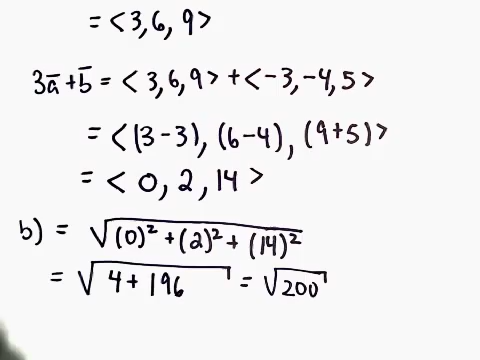 = < 3, 6, 9 >
3a̅ + b̅ = < 3, 6, 9 > + < -3, -4, 5 >
= < (3 - 3), (6 - 4), (9 + 5) >
= < 0, 2, 14 >
b) = √((0)² + (2)² + (14)²)
= √(4 + 196) = √200